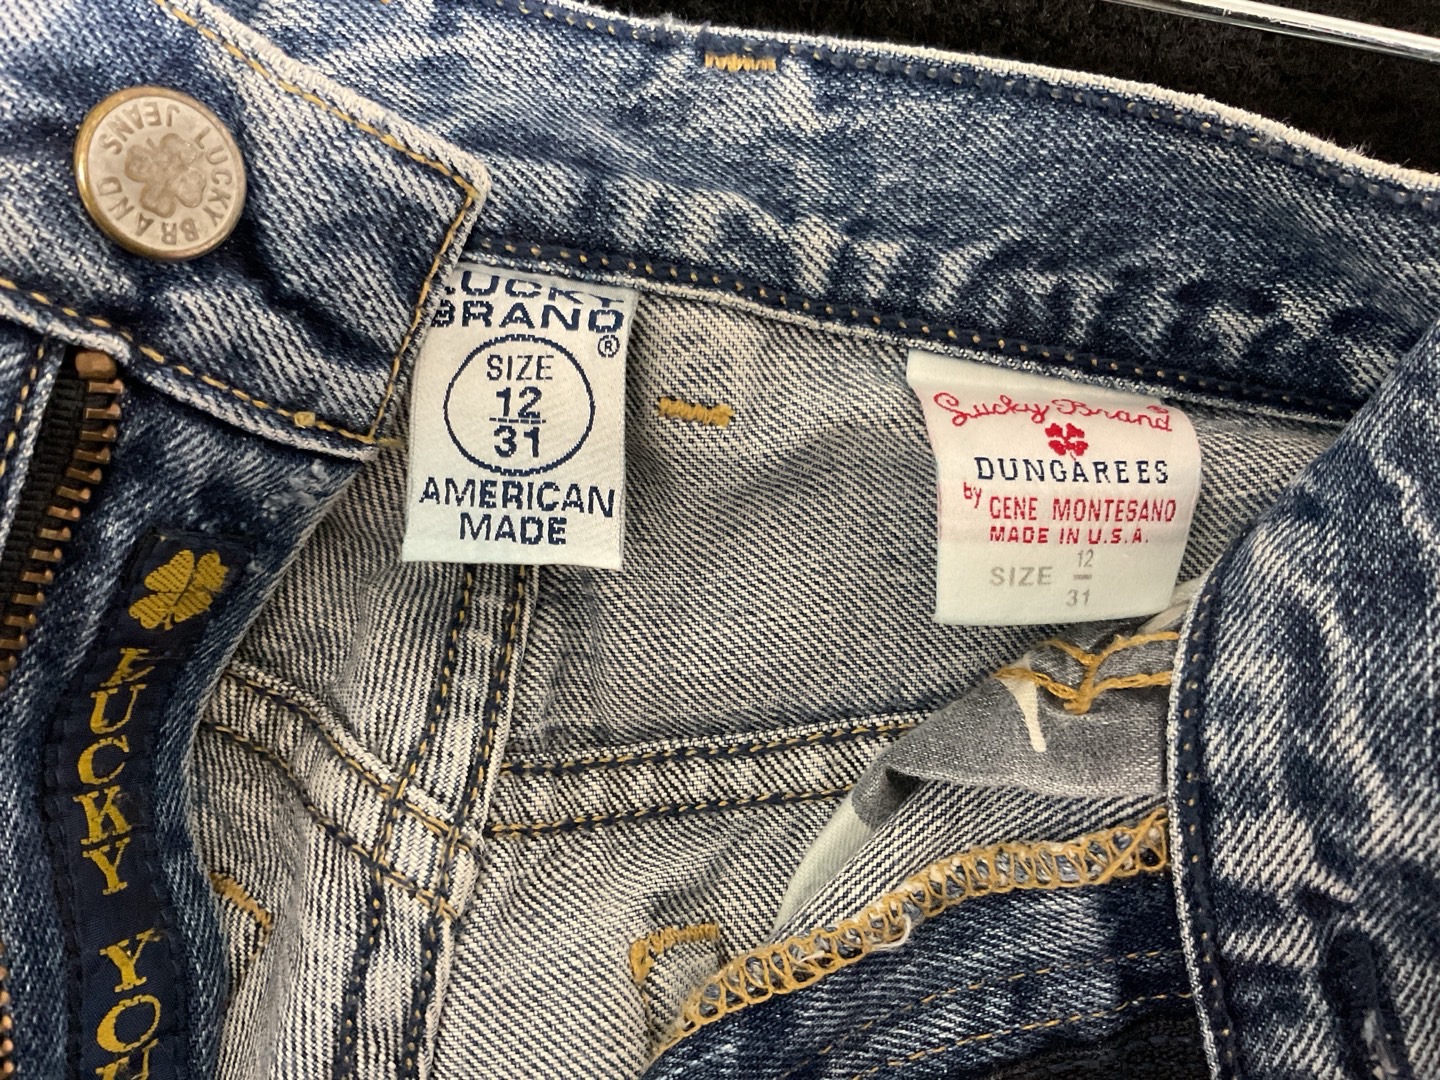 LUCKY BRAND JEANS
LUCKY
BRAND
®
SIZE
12
31
AMERICAN
MADE
Lucky Brand®
DUNGAREES
by GENE MONTESANO
MADE IN U.S.A.
SIZE 12
31
LUCKY YOU